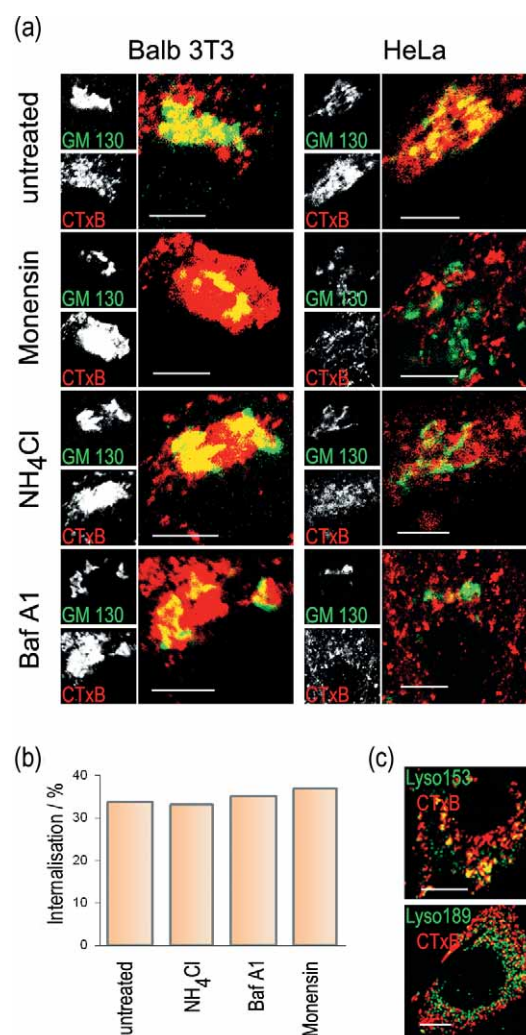 (a)
Balb 3T3
HeLa
untreated
GM 130
CTxB
GM 130
CTxB
Monensin
GM 130
CTxB
GM 130
CTxB
NH₄Cl
GM 130
CTxB
GM 130
CTxB
Baf A1
GM 130
CTxB
GM 130
CTxB
(b)
Internalisation / %
40
30
20
10
0
untreated
NH₄Cl
Baf A1
Monensin
(c)
Lyso153
CTxB
Lyso189
CTxB